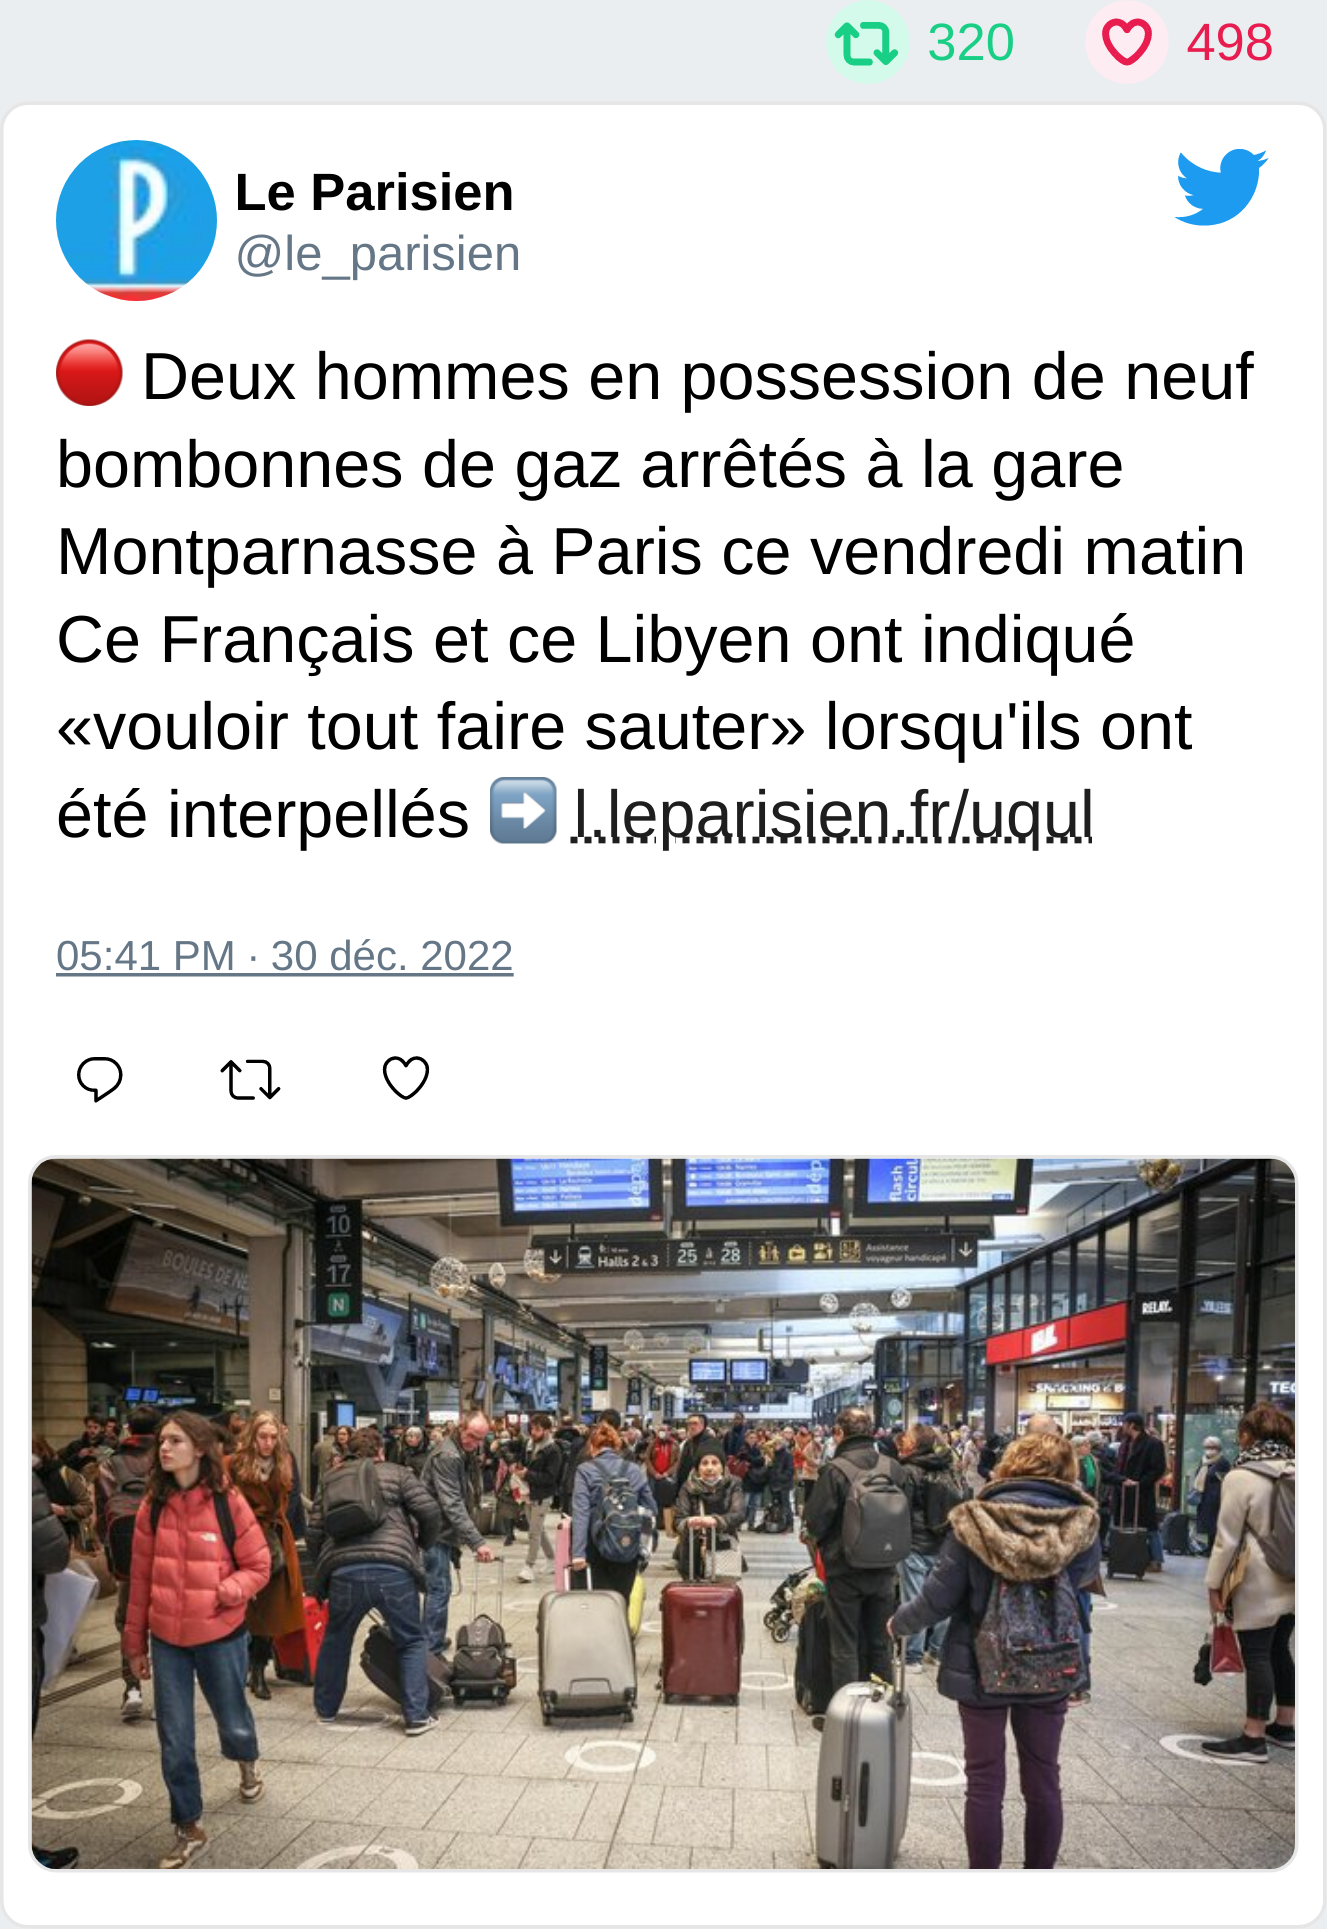 320 498
Le Parisien
@le_parisien
🔴 Deux hommes en possession de neuf
bombonnes de gaz arrêtés à la gare
Montparnasse à Paris ce vendredi matin
Ce Français et ce Libyen ont indiqué
«vouloir tout faire sauter» lorsqu'ils ont
été interpellés ➡️ l.leparisien.fr/uqul
05:41 PM · 30 déc. 2022
flash
circul
10
17
N
Halls 2 & 3
25 28
Assistance
voyageur handicapé
BOULES DE NE
RELAY
SNACKING & B
TEC